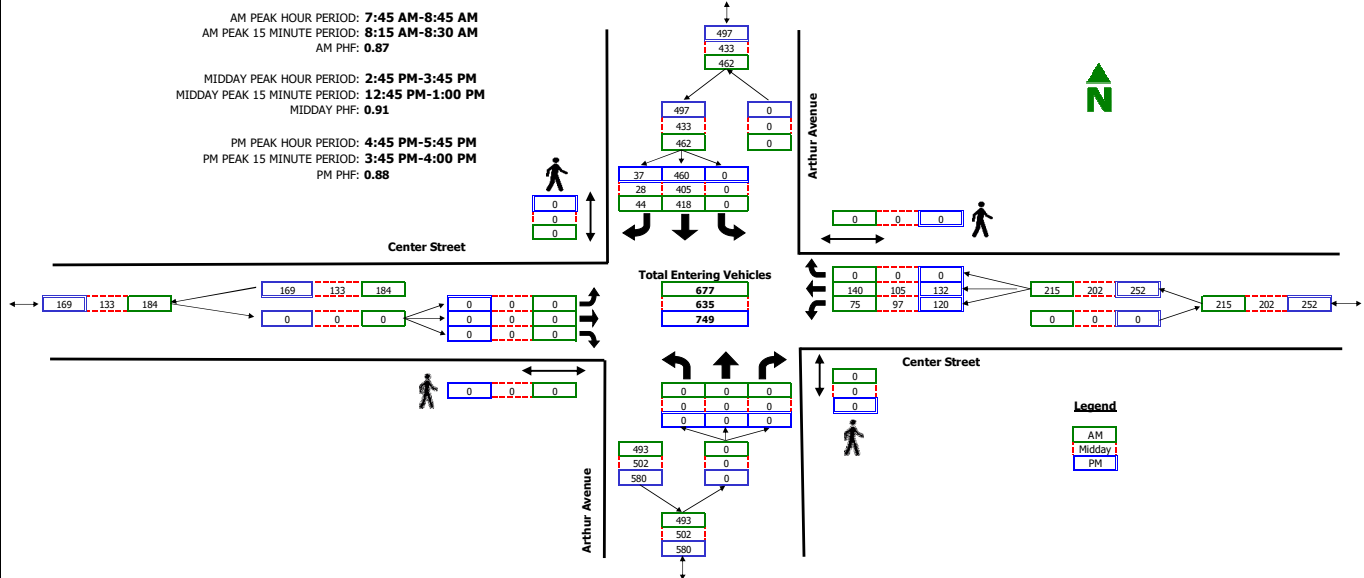 AM PEAK HOUR PERIOD: 7:45 AM-8:45 AM
AM PEAK 15 MINUTE PERIOD: 8:15 AM-8:30 AM
AM PHF: 0.87
MIDDAY PEAK HOUR PERIOD: 2:45 PM-3:45 PM
MIDDAY PEAK 15 MINUTE PERIOD: 12:45 PM-1:00 PM
MIDDAY PHF: 0.91
PM PEAK HOUR PERIOD: 4:45 PM-5:45 PM
PM PEAK 15 MINUTE PERIOD: 3:45 PM-4:00 PM
PM PHF: 0.88
497
433
462
497 0
433 0
462 0
37 460 0
28 405 0
44 418 0
Arthur Avenue
N
0
0
0
0 0 0
Center Street
Total Entering Vehicles
677
635
749
169 133 184
169 133 184
0 0 0
0 0 0
0 0 0
0 0 0
0 0 0
140 105 132
75 97 120
215 202 252
0 0 0
215 202 252
Center Street
0 0 0
0 0 0
0 0 0
0 0 0
0
0
0
493 0
502 0
580 0
493
502
580
Arthur Avenue
Legend
AM
Midday
PM